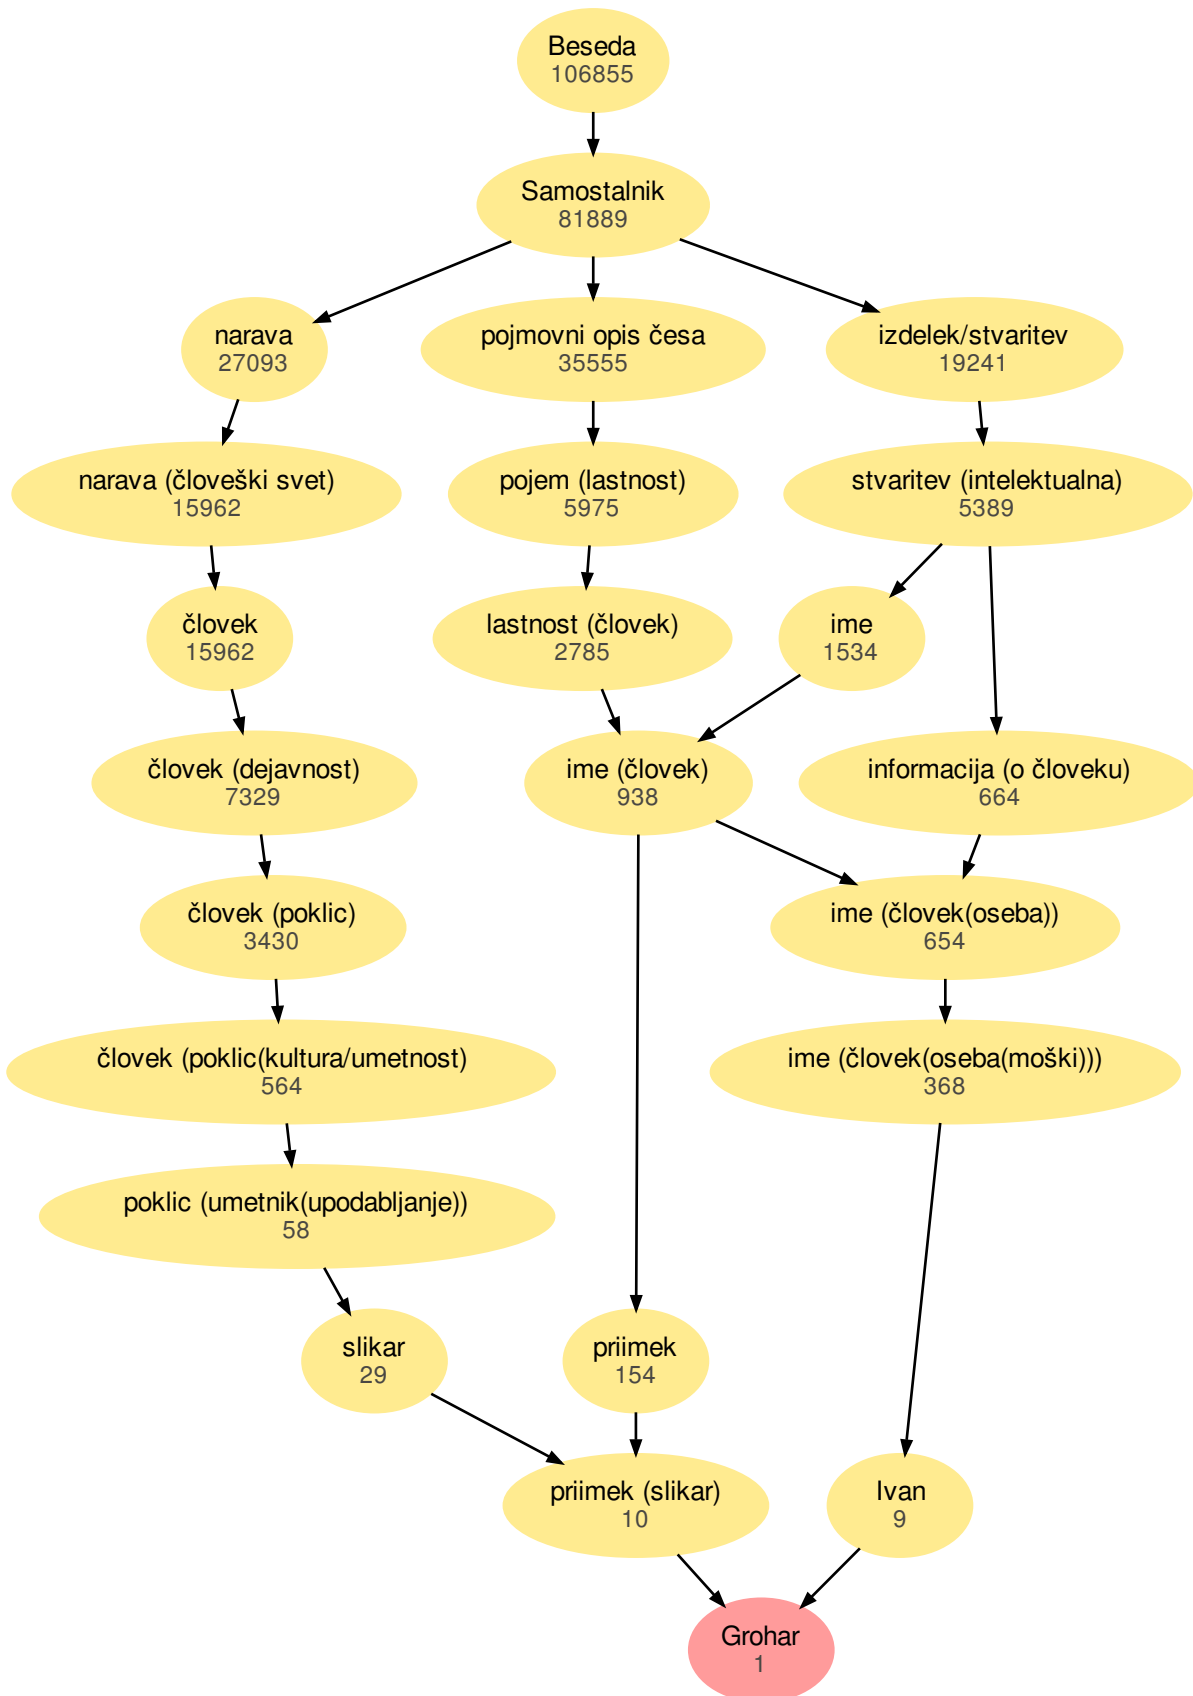 Beseda
106855
Samostalnik
81889
narava
27093
pojmovni opis česa
35555
izdelek/stvaritev
19241
narava (človeški svet)
15962
pojem (lastnost)
5975
stvaritev (intelektualna)
5389
človek
15962
lastnost (človek)
2785
ime
1534
človek (dejavnost)
7329
ime (človek)
938
informacija (o človeku)
664
človek (poklic)
3430
ime (človek(oseba))
654
človek (poklic(kultura/umetnost)
564
ime (človek(oseba(moški)))
368
poklic (umetnik(upodabljanje))
58
slikar
29
priimek
154
priimek (slikar)
10
Ivan
9
Grohar
1